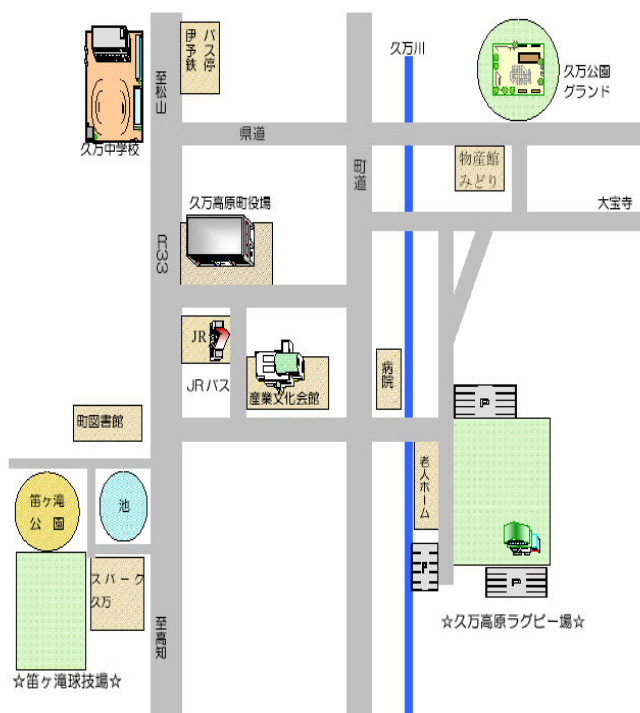 久万川
バス停
伊予鉄
至松山
久万公園
グランド
県道
久万中学校
町道
物産館
みどり
久万高原町役場
大宝寺
R33
JR
JRバス
産業文化会館
病院
P
町図書館
老人ホーム
笛ヶ滝
公園
池
P
スパーク
久万
P
至高知
☆久万高原ラグビー場☆
☆笛ヶ滝球技場☆